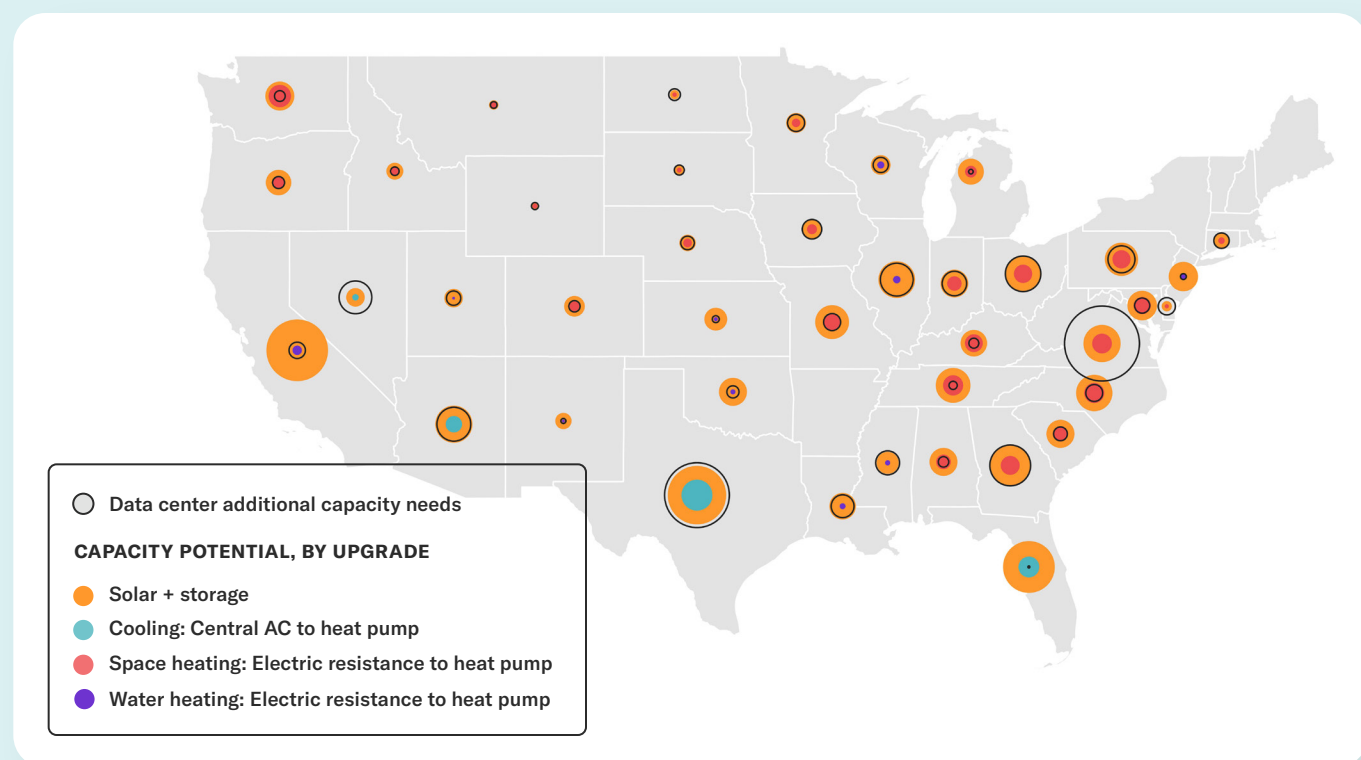 Data center additional capacity needs
CAPACITY POTENTIAL, BY UPGRADE
Solar + storage
Cooling: Central AC to heat pump
Space heating: Electric resistance to heat pump
Water heating: Electric resistance to heat pump